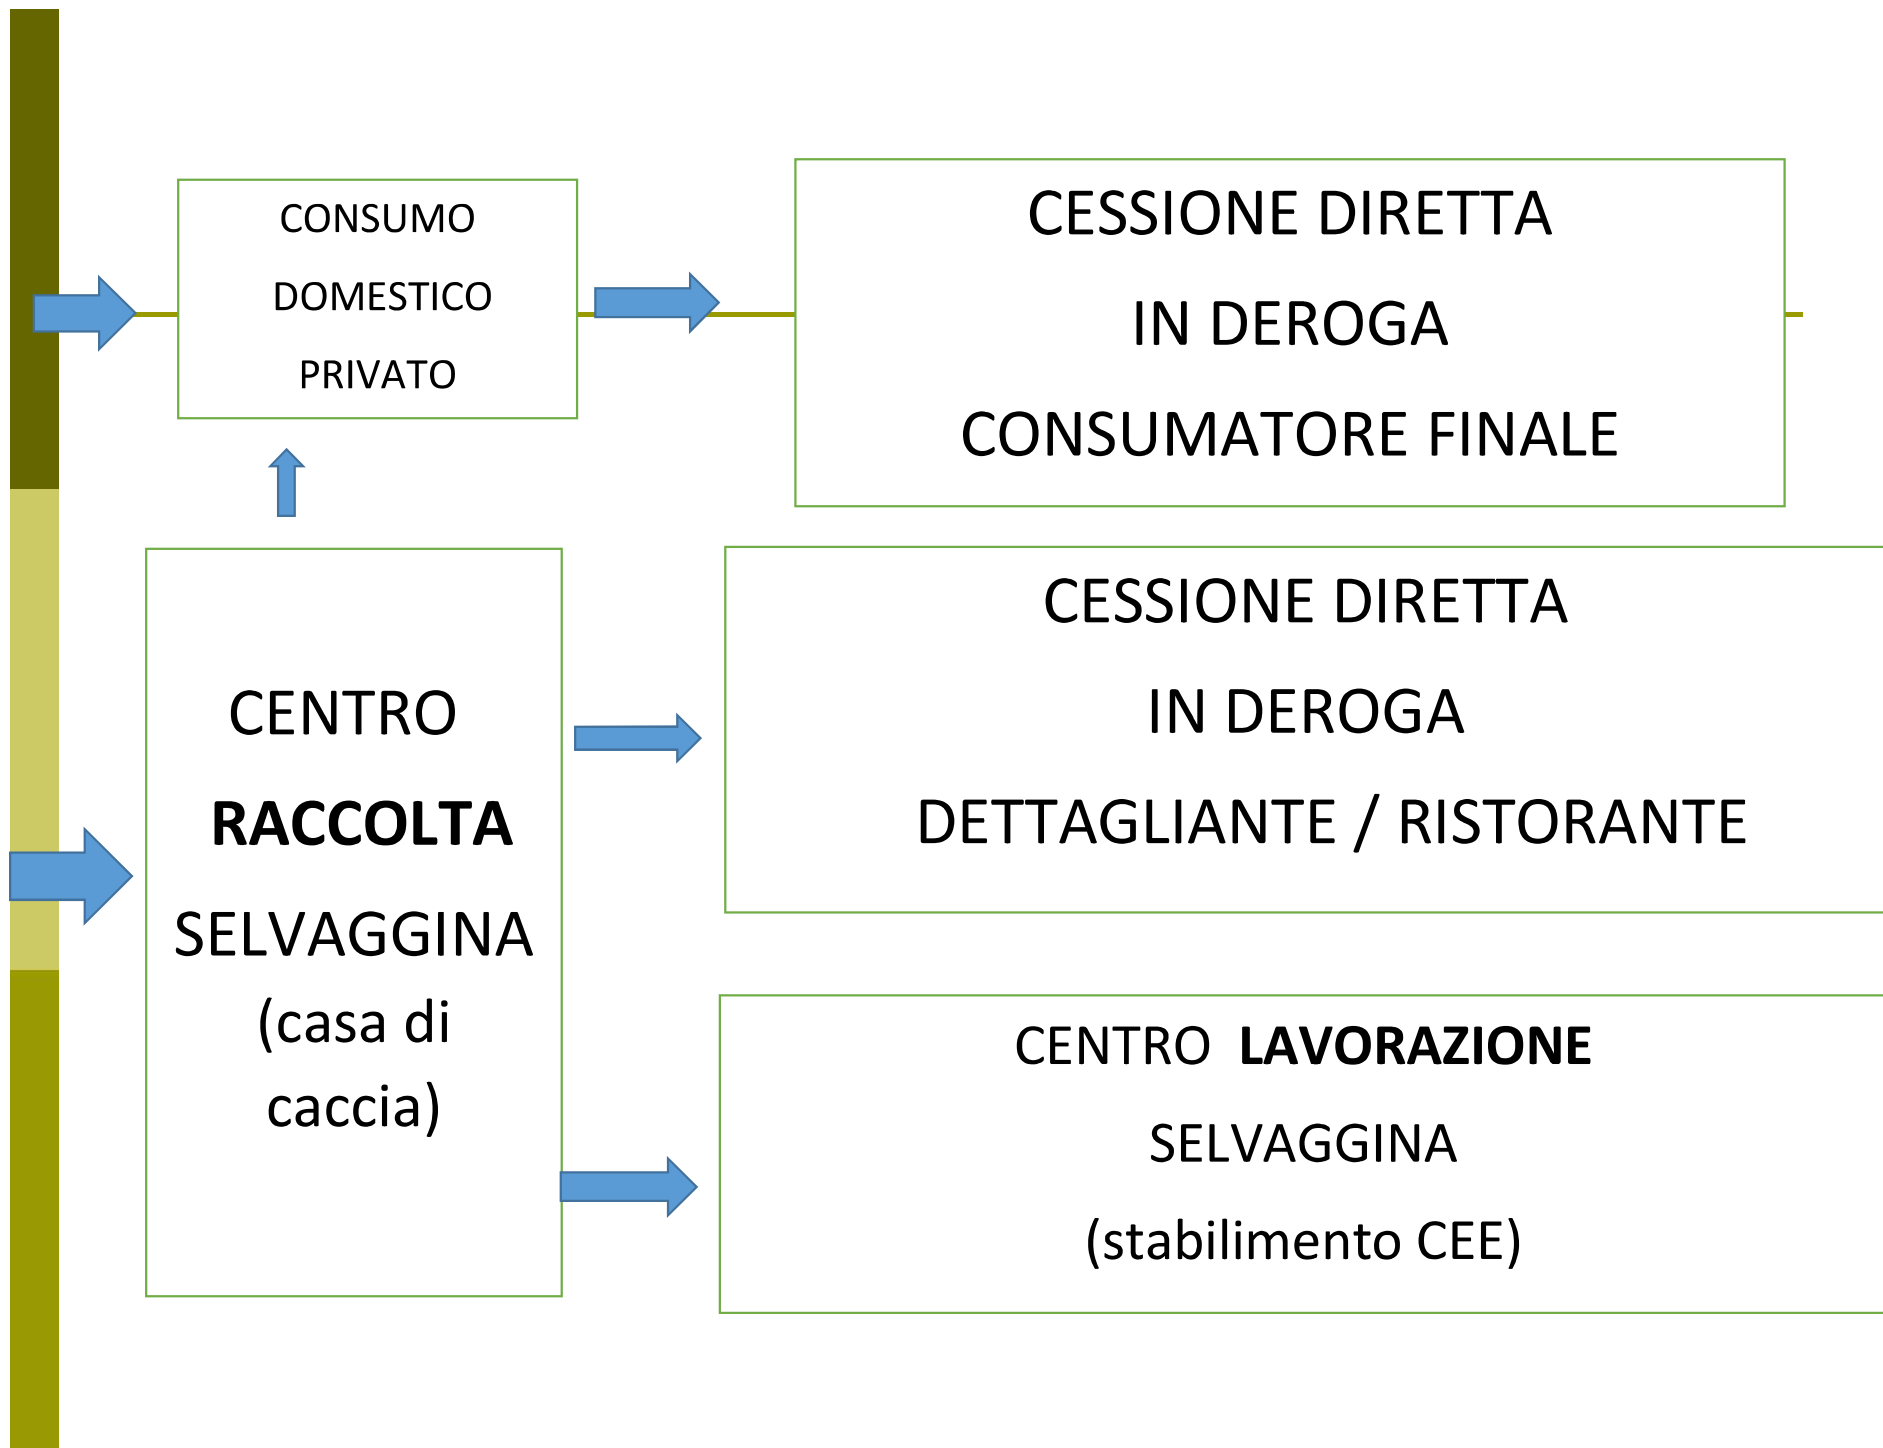 CONSUMO
DOMESTICO
PRIVATO
CESSIONE DIRETTA
IN DEROGA
CONSUMATORE FINALE
CENTRO
RACCOLTA
SELVAGGINA
(casa di
caccia)
CESSIONE DIRETTA
IN DEROGA
DETTAGLIANTE / RISTORANTE
CENTRO LAVORAZIONE
SELVAGGINA
(stabilimento CEE)